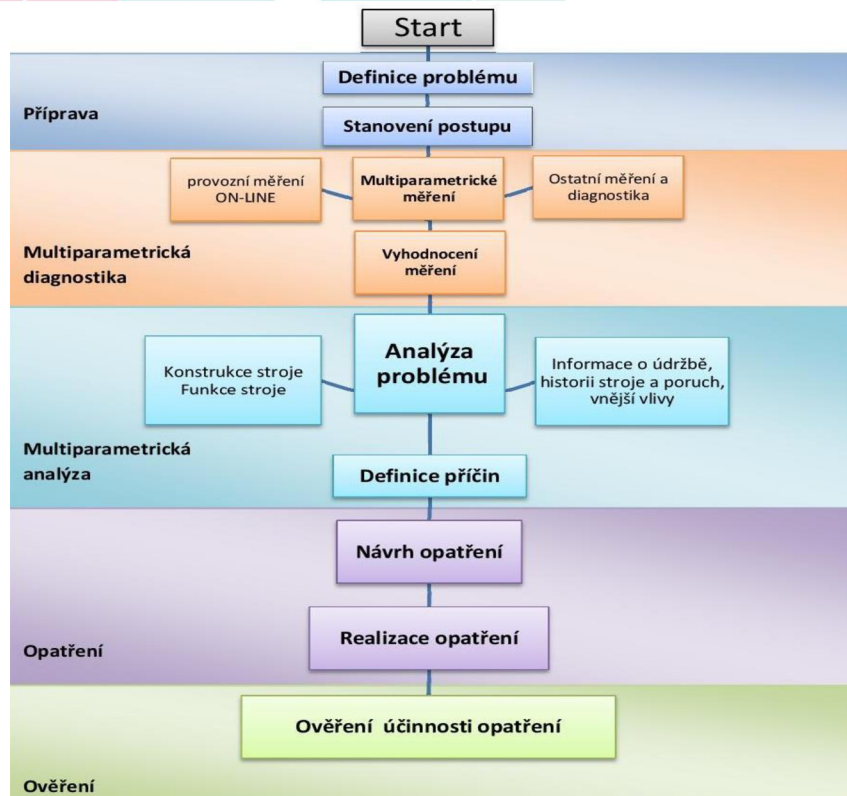 Start
Definice problému
Příprava
Stanovení postupu
provozní měření
ON-LINE
Multiparametrické
měření
Ostatní měření a
diagnostika
Multiparametrická
diagnostika
Vyhodnocení
měření
Analýza
problému
Konstrukce stroje
Funkce stroje
Informace o údržbě,
historii stroje a poruch,
vnější vlivy
Multiparametrická
analýza
Definice příčin
Návrh opatření
Realizace opatření
Opatření
Ověření účinnosti opatření
Ověření